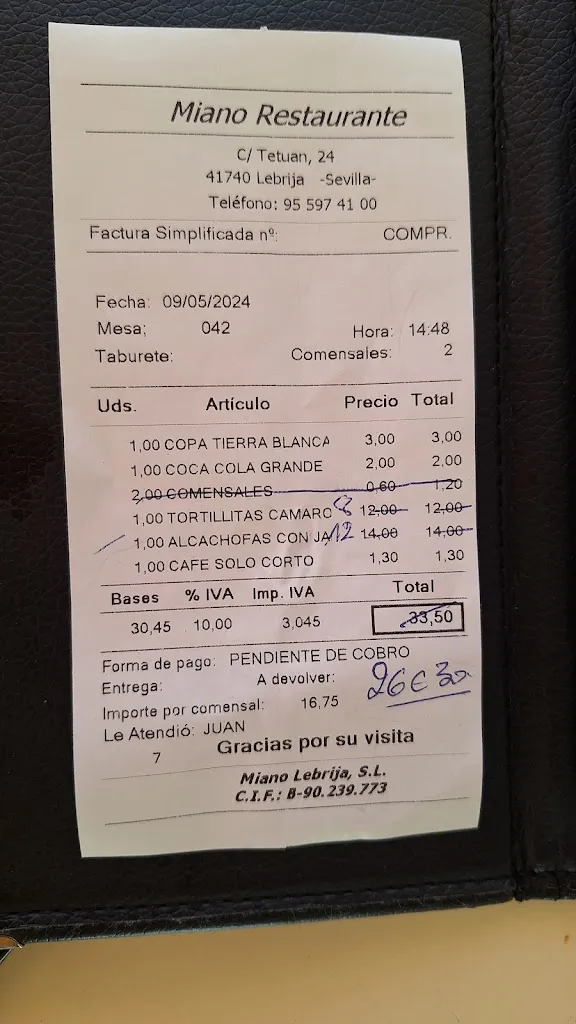 Miano Restaurante
C/ Tetuan, 24
41740 Lebrija -Sevilla-
Teléfono: 95 597 41 00
Factura Simplificada nº: COMPR.
Fecha: 09/05/2024
Mesa; 042 Hora: 14:48
Taburete: Comensales: 2
Uds. Artículo Precio Total
1,00 COPA TIERRA BLANCA 3,00 3,00
1,00 COCA COLA GRANDE 2,00 2,00
2,00 COMENSALES 0,60 1,20
1,00 TORTILLITAS CAMARO 8 12,00 12,00
1,00 ALCACHOFAS CON JA 12 14,00 14,00
1,00 CAFE SOLO CORTO 1,30 1,30
Bases % IVA Imp. IVA Total
30,45 10,00 3,045 33,50
Forma de pago: PENDIENTE DE COBRO
Entrega: A devolver:
26€30
Importe por comensal: 16,75
Le Atendió: JUAN
7 Gracias por su visita
Miano Lebrija, S.L.
C.I.F.: B-90.239.773